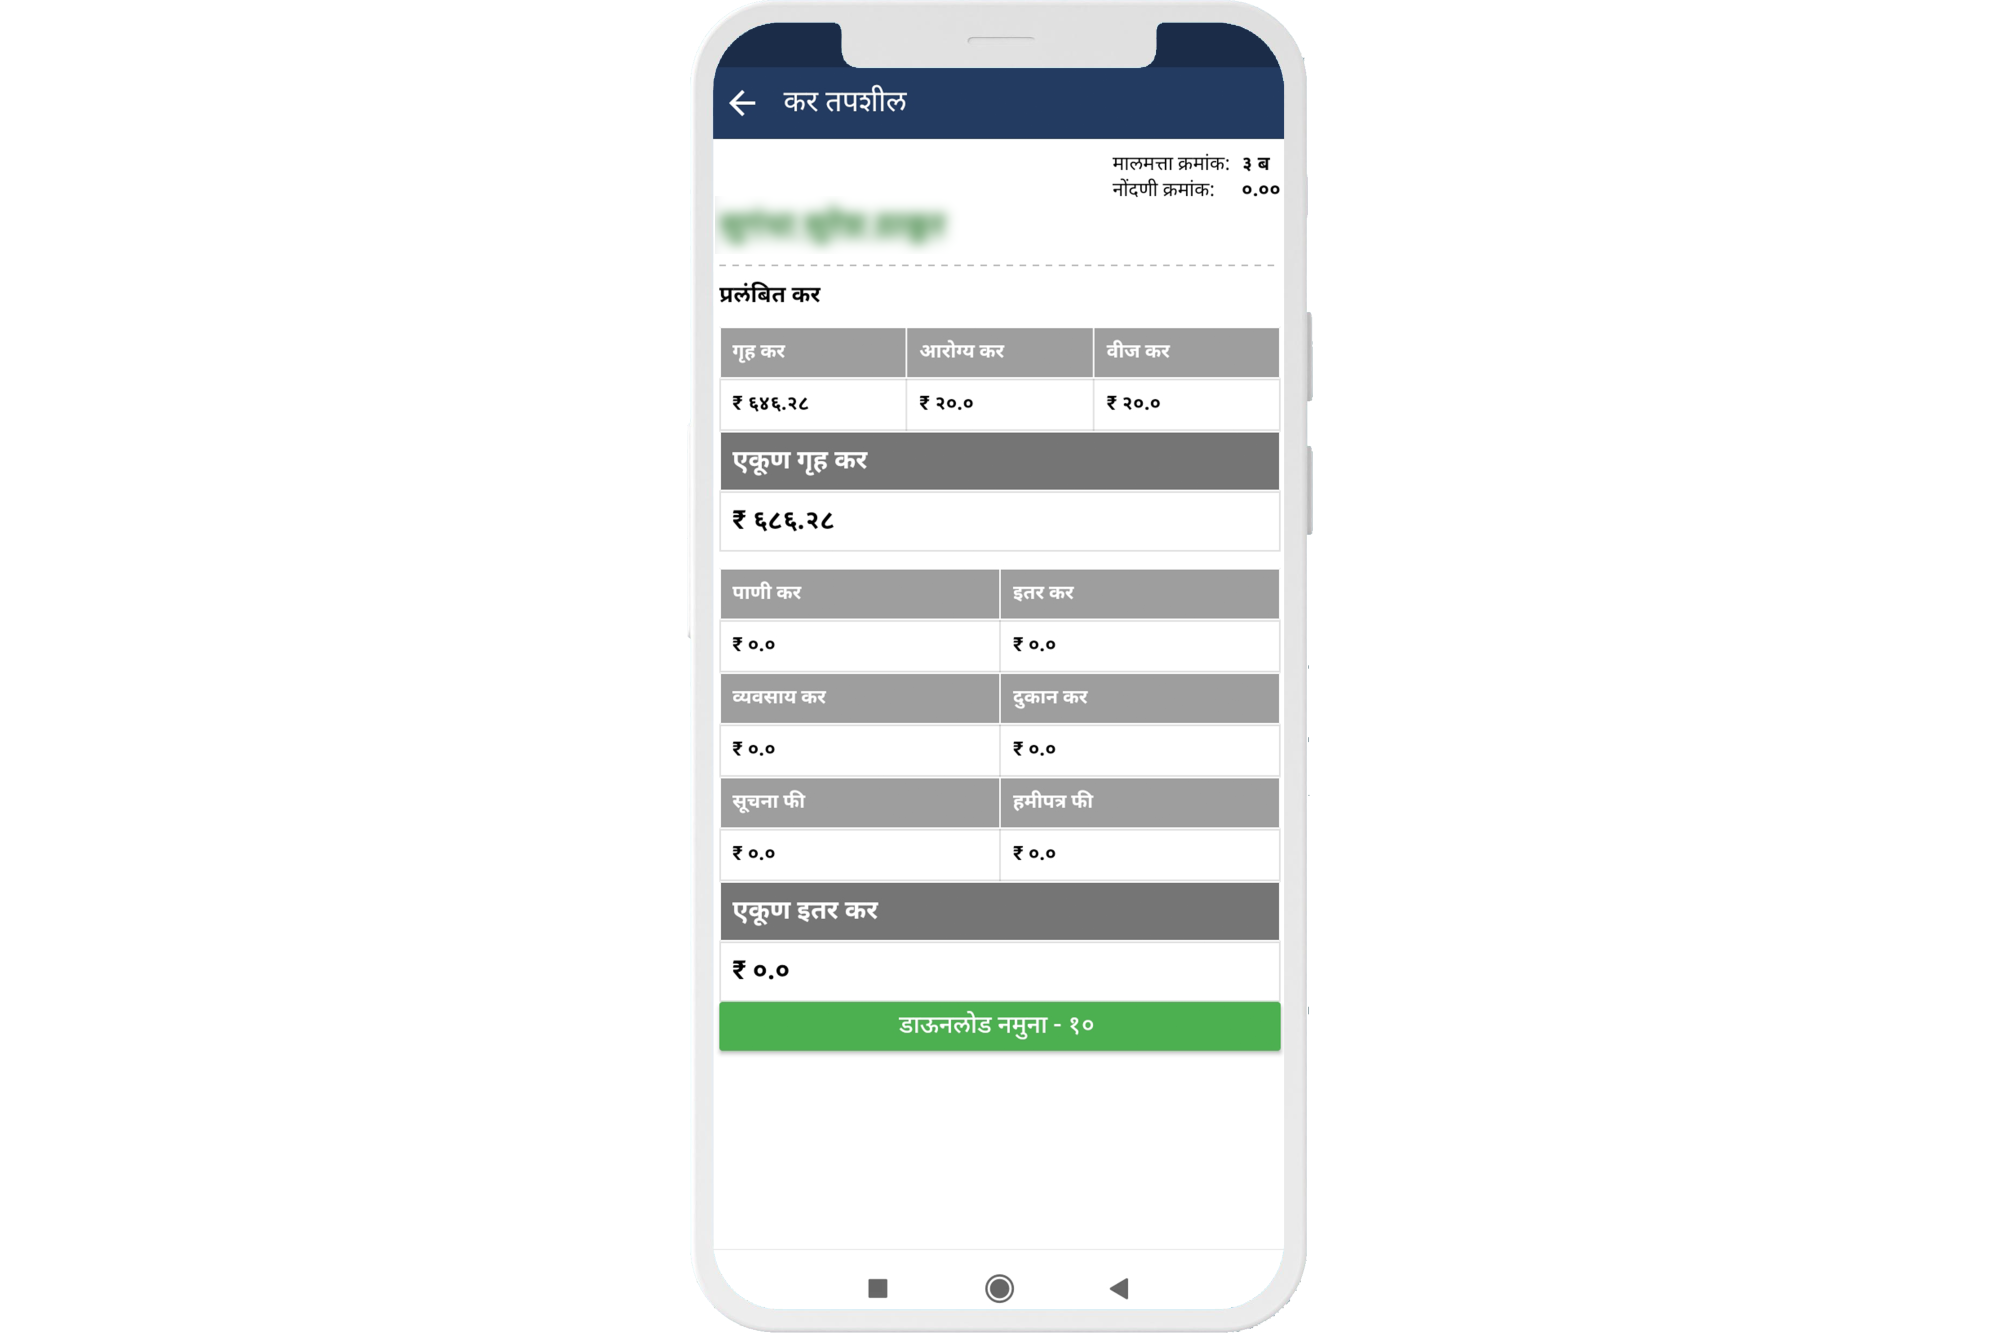 कर तपशील
मालमत्ता क्रमांक: ३ ब
नोंदणी क्रमांक: ०.००
प्रलंबित कर
गृह कर आरोग्य कर वीज कर
₹ ६४६.२८ ₹ २०.० ₹ २०.०
एकूण गृह कर
₹ ६८६.२८
पाणी कर इतर कर
₹ ०.० ₹ ०.०
व्यवसाय कर दुकान कर
₹ ०.० ₹ ०.०
सूचना फी हमीपत्र फी
₹ ०.० ₹ ०.०
एकूण इतर कर
₹ ०.०
डाऊनलोड नमुना - १०